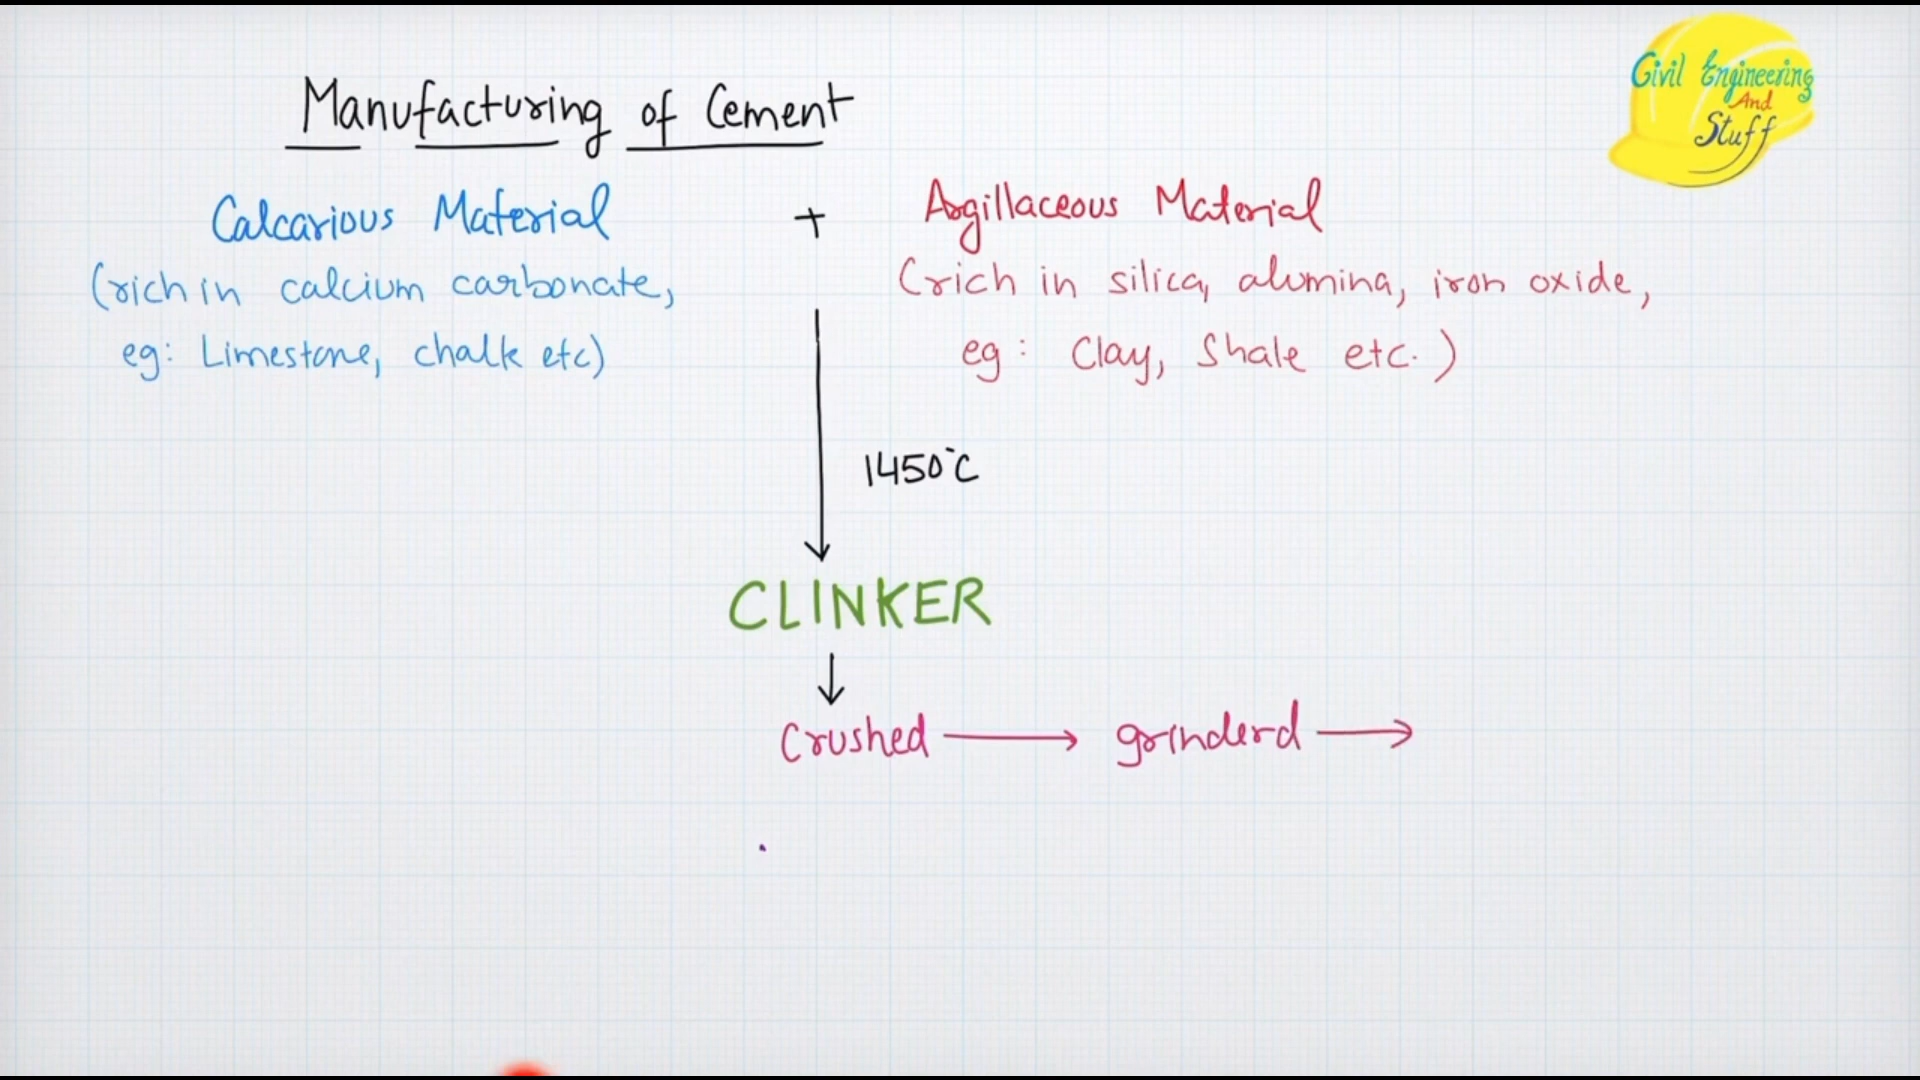 Manufacturing of Cement
Civil Engineering
And
Stuff
Calcarious Material + Argillaceous Material
(rich in calcium carbonate,
eg: Limestone, chalk etc)
(rich in silica, alumina, iron oxide,
eg: Clay, Shale etc.)
1450°C
CLINKER
Crushed → grinderd →